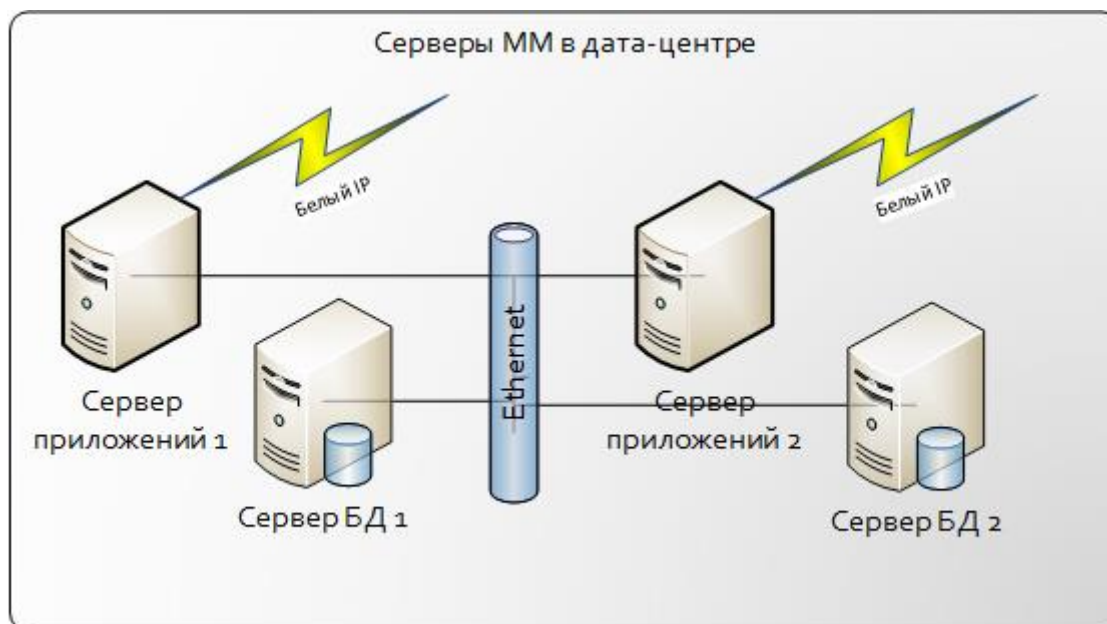 Серверы ММ в дата-центре
Белый IP
Белый IP
Ethernet
Сервер
приложений 1
Сервер
приложений 2
Сервер БД 1
Сервер БД 2